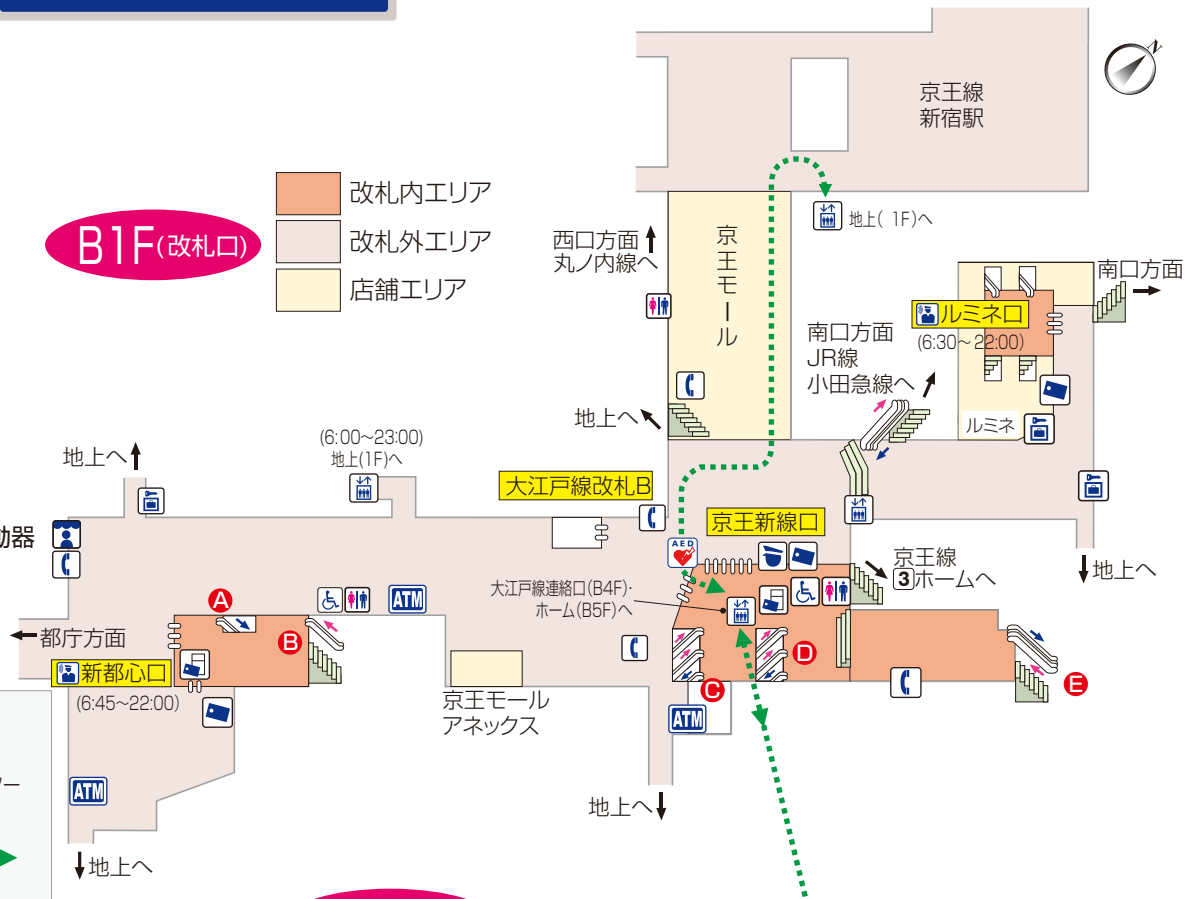 N
京王線
新宿駅
改札内エリア
B1F(改札口)
改札外エリア
店舗エリア
地上( 1F)へ
西口方面
丸ノ内線へ
京王モール
南口方面
ルミネ口
(6:30~22:00)
南口方面
JR線
小田急線へ
地上へ
ルミネ
(6:00~23:00)
地上(1F)へ
地上へ
大江戸線改札B
京王新線口
動器
AED
京王線
3ホームへ
地上へ
大江戸線連絡口(B4F)・
ホーム(B5F)へ
ATM
A
B
都庁方面
新都心口
(6:45~22:00)
D
C
E
京王モール
アネックス
ATM
ATM
ー
地上へ
地上へ